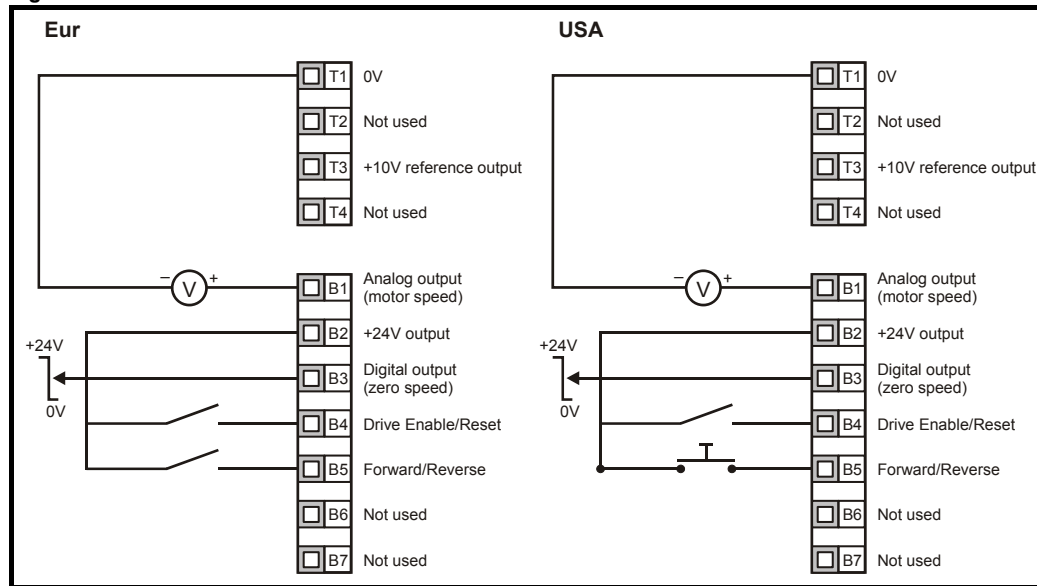 Eur
T1 0V
T2 Not used
T3 +10V reference output
T4 Not used
– V +
B1 Analog output
(motor speed)
B2 +24V output
+24V
B3 Digital output
(zero speed)
0V
B4 Drive Enable/Reset
B5 Forward/Reverse
B6 Not used
B7 Not used
USA
T1 0V
T2 Not used
T3 +10V reference output
T4 Not used
– V +
B1 Analog output
(motor speed)
B2 +24V output
+24V
B3 Digital output
(zero speed)
0V
B4 Drive Enable/Reset
B5 Forward/Reverse
B6 Not used
B7 Not used